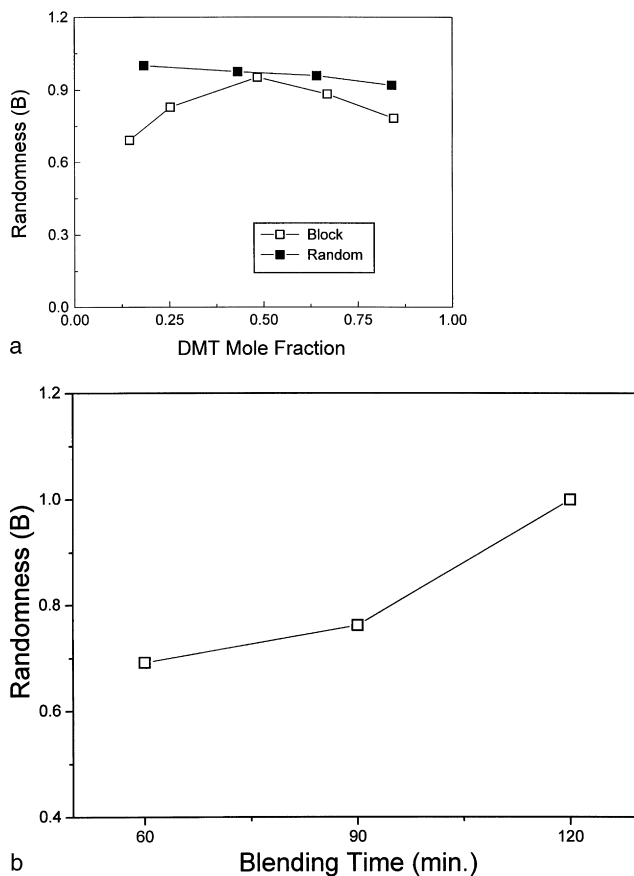 1.2
0.9
0.6
0.3
0.0
Randomness (B)
Block
Random
0.00 0.25 0.50 0.75 1.00
DMT Mole Fraction
a
1.2
1.0
0.8
0.6
0.4
Randomness (B)
60 90 120
Blending Time (min.)
b